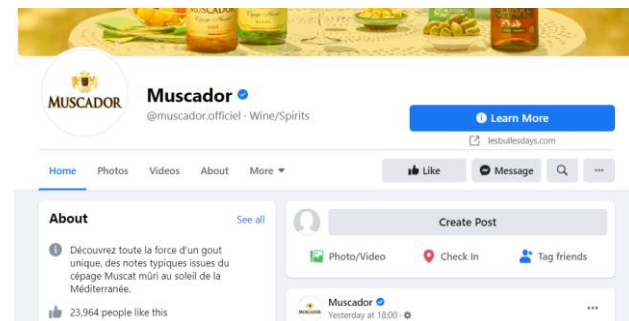 MUSCADOR
Cépage Muscat
MUSCADOR
Muscador
@muscador.officiel · Wine/Spirits
Learn More
lesbullesdays.com
Home Photos Videos About More
Like Message
About See all
Create Post
Découvrez toute la force d'un gout
unique, des notes typiques issues du
cépage Muscat mûri au soleil de la
Méditerranée.
Photo/Video Check In Tag friends
23,964 people like this
Muscador
Yesterday at 18:00 ·